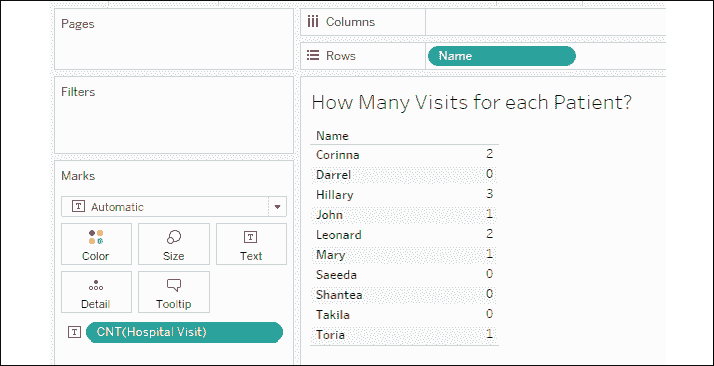 Pages
Columns
Rows Name
Filters
How Many Visits for each Patient?
Name
Corinna 2
Darrel 0
Hillary 3
John 1
Leonard 2
Mary 1
Saeeda 0
Shantea 0
Takila 0
Toria 1
Marks
T Automatic
Color Size T Text
Detail Tooltip
T CNT(Hospital Visit)